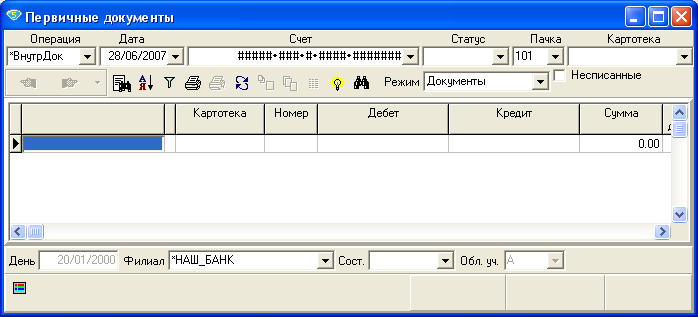 Первичные документы
Операция Дата Счет Статус Пачка Картотека
*ВнутрДок 28/06/2007 #####*###*#*####*####### 101
Режим Документы Несписанные
Картотека Номер Дебет Кредит Сумма
0.00
День 20/01/2000 Филиал *НАШ_БАНК Сост. Обл. уч. А